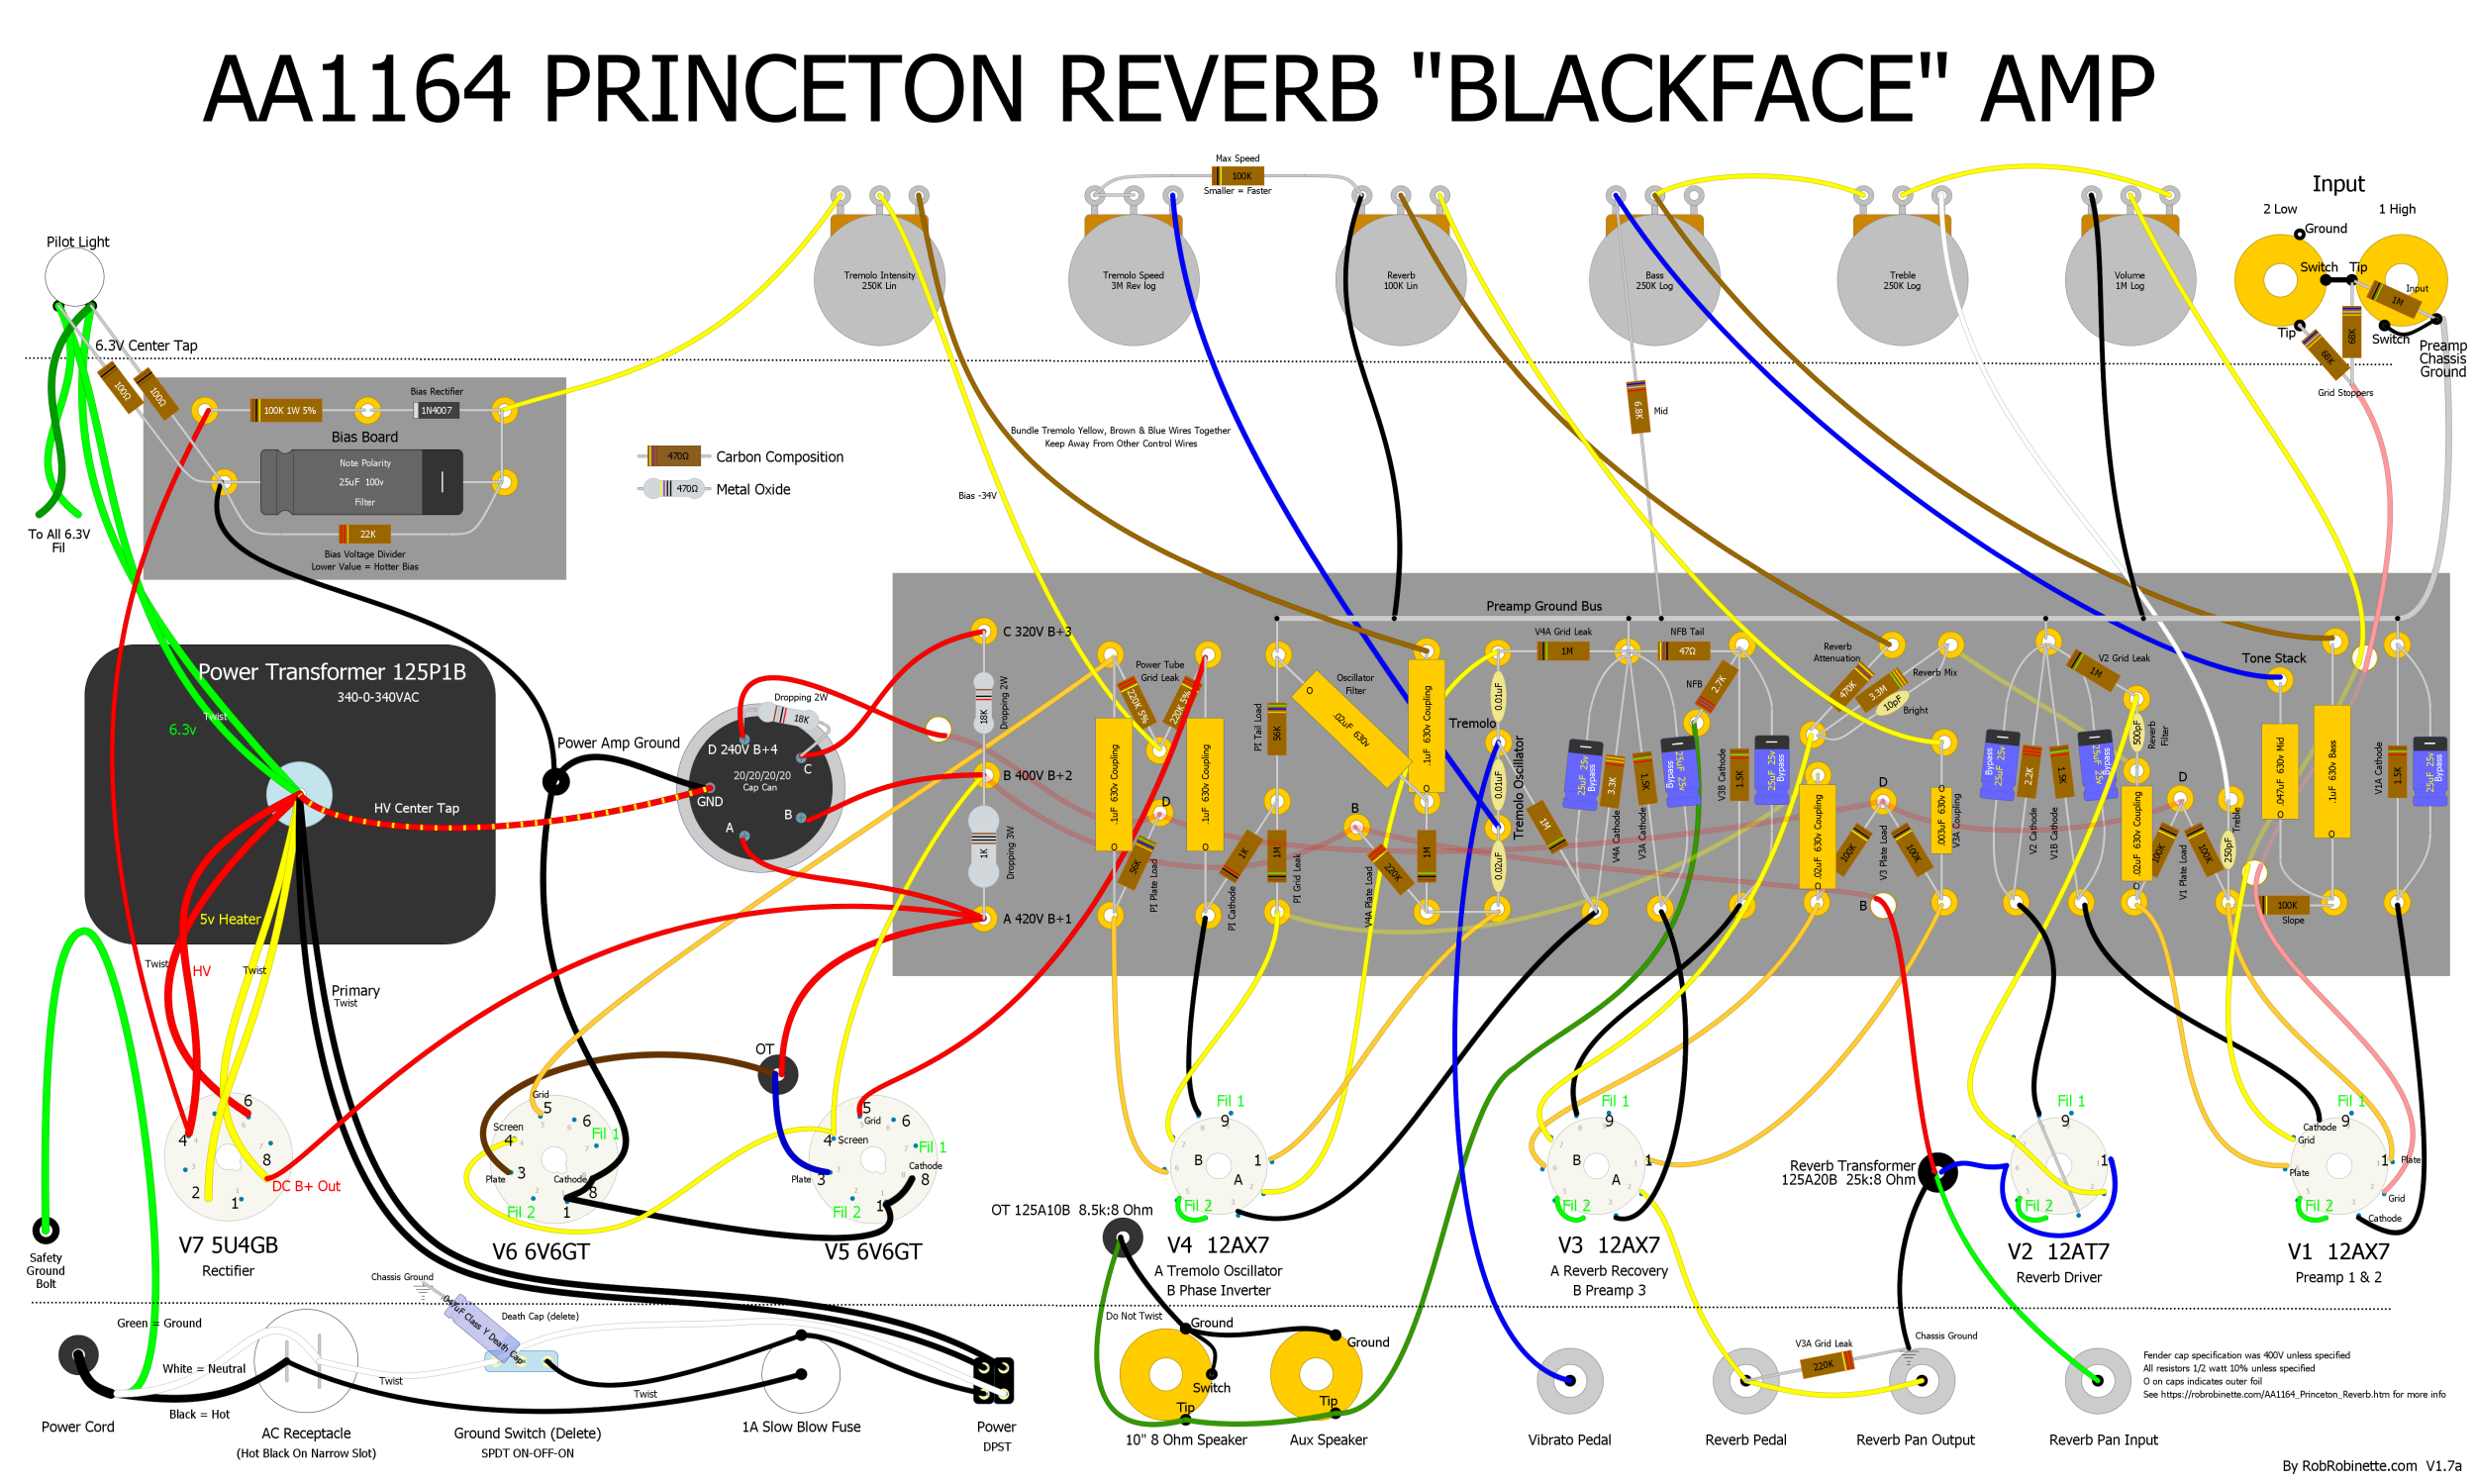 AA1164 PRINCETON REVERB "BLACKFACE" AMP
Max Speed
100K
Smaller = Faster
Input
2 Low
1 High
Ground
Switch
Tip
Input
1M
68K
Tip
68K
Switch
Preamp
Chassis
Ground
Grid Stoppers
Pilot Light
Tremolo Intensity
250K Lin
Tremolo Speed
3M Rev log
Reverb
100K Lin
Bass
250K Log
Treble
250K Log
Volume
1M Log
6.3V Center Tap
100Ω
100Ω
100K 1W 5%
Bias Rectifier
1N4007
Bias Board
Note Polarity
25uF 100v
Filter
22K
Bias Voltage Divider
Lower Value = Hotter Bias
To All 6.3V
Fil
470Ω
Carbon Composition
470Ω
Metal Oxide
Bundle Tremolo Yellow, Brown & Blue Wires Together
Keep Away From Other Control Wires
Bias -34V
6.8K
Mid
Power Transformer 125P1B
340-0-340VAC
6.3v
Twist
HV Center Tap
5v Heater
Twist
HV
Twist
Primary
Twist
Power Amp Ground
Dropping 2W
18K
D 240V B+4
C
20/20/20/20
Cap Can
GND
B
A
Preamp Ground Bus
C 320V B+3
18K
Dropping 2W
B 400V B+2
1K
Dropping 3W
A 420V B+1
Power Tube
Grid Leak
220K 5%
220K 5%
.1uF 630v Coupling
O
.1uF 630v Coupling
O
D
56K
PI Plate Load
1K
PI Cathode
PI Tail Load
56K
1M
PI Grid Leak
Oscillator
Filter
O
.02uF 630v
.1uF 630v Coupling
O
B
220K
V4A Plate Load
1M
Tremolo
0.01uF
0.01uF
0.02uF
Tremolo Oscillator
1M
V4A Grid Leak
1M
NFB Tail
47Ω
NFB
2.7K
25uF 25v
Bypass
3.3K
V4A Cathode
1.5K
V3A Cathode
25uF 25v
Bypass
V3B Cathode
1.5K
25uF 25v
Bypass
Reverb
Attenuation
470K
3.3M
Reverb Mix
10pF
Bright
.02uF 630v Coupling
O
D
100K
V3 Plate Load
100K
.003uF 630v
O
V3A Coupling
B
V2 Grid Leak
1M
25uF 25v
Bypass
2.2K
V2 Cathode
1.5K
V1B Cathode
25uF 25v
Bypass
500pF
Reverb
Filter
.02uF 630v Coupling
O
D
100K
V1 Plate Load
100K
250pF
Treble
Tone Stack
.047uF 630v Mid
O
.1uF 630v Bass
O
100K
Slope
V1A Cathode
1.5K
25uF 25v
Bypass
OT
4
6
8
2
1
DC B+ Out
V7 5U4GB
Rectifier
Grid
5
6
Screen
4
Fil 1
3
Plate
Cathode
8
Fil 2
1
V6 6V6GT
5
Grid
6
4
Screen
Fil 1
Cathode
Plate
3
8
Fil 2
1
V5 6V6GT
Fil 1
9
B
1
A
Fil 2
V4 12AX7
A Tremolo Oscillator
B Phase Inverter
OT 125A10B 8.5k:8 Ohm
Fil 1
9
B
1
A
Fil 2
V3 12AX7
A Reverb Recovery
B Preamp 3
Reverb Transformer
125A20B 25k:8 Ohm
Fil 1
9
1
Fil 2
V2 12AT7
Reverb Driver
Fil 1
9
Cathode
Grid
1
Plate
Plate
Grid
Fil 2
Cathode
V1 12AX7
Preamp 1 & 2
Safety
Ground
Bolt
Green = Ground
White = Neutral
Black = Hot
Power Cord
Twist
AC Receptacle
(Hot Black On Narrow Slot)
Chassis Ground
.047uF Class Y Death Cap
Death Cap (delete)
Ground Switch (Delete)
SPDT ON-OFF-ON
Twist
1A Slow Blow Fuse
Power
DPST
Do Not Twist
Ground
Switch
Tip
10" 8 Ohm Speaker
Ground
Tip
Aux Speaker
Vibrato Pedal
V3A Grid Leak
220K
Chassis Ground
Reverb Pedal
Reverb Pan Output
Reverb Pan Input
Fender cap specification was 400V unless specified
All resistors 1/2 watt 10% unless specified
O on caps indicates outer foil
See https://robrobinette.com/AA1164_Princeton_Reverb.htm for more info
By RobRobinette.com V1.7a